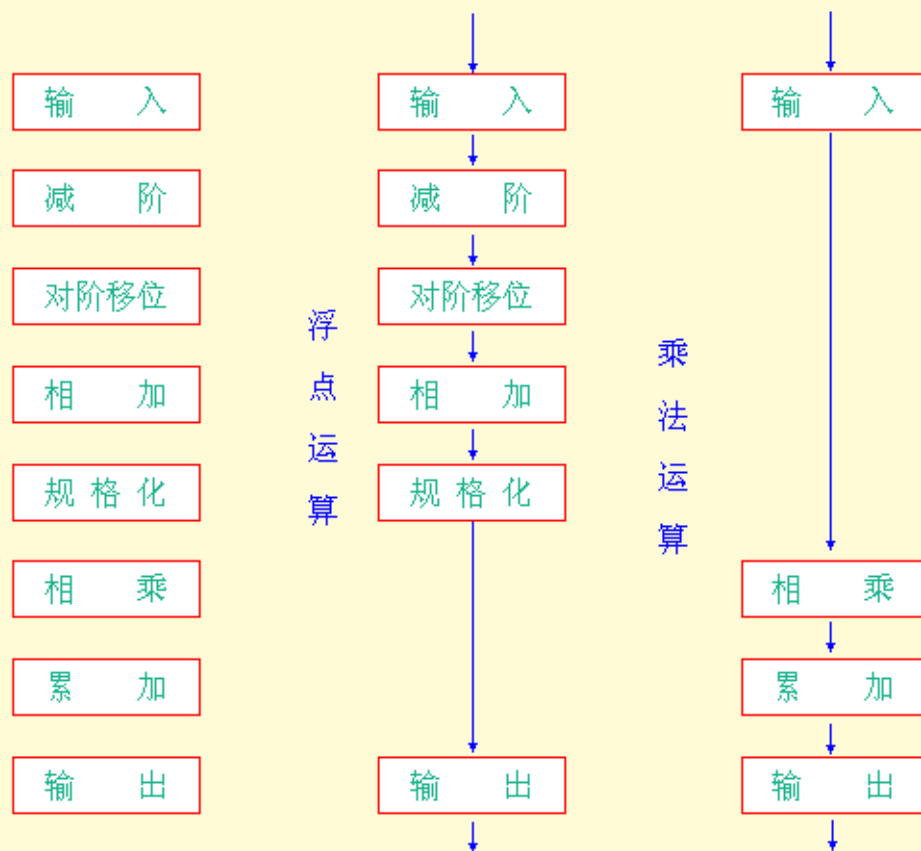 输 入
减 阶
对阶移位
相 加
规 格 化
相 乘
累 加
输 出
浮点运算
输 入
减 阶
对阶移位
相 加
规 格 化
输 出
乘法运算
输 入
相 乘
累 加
输 出